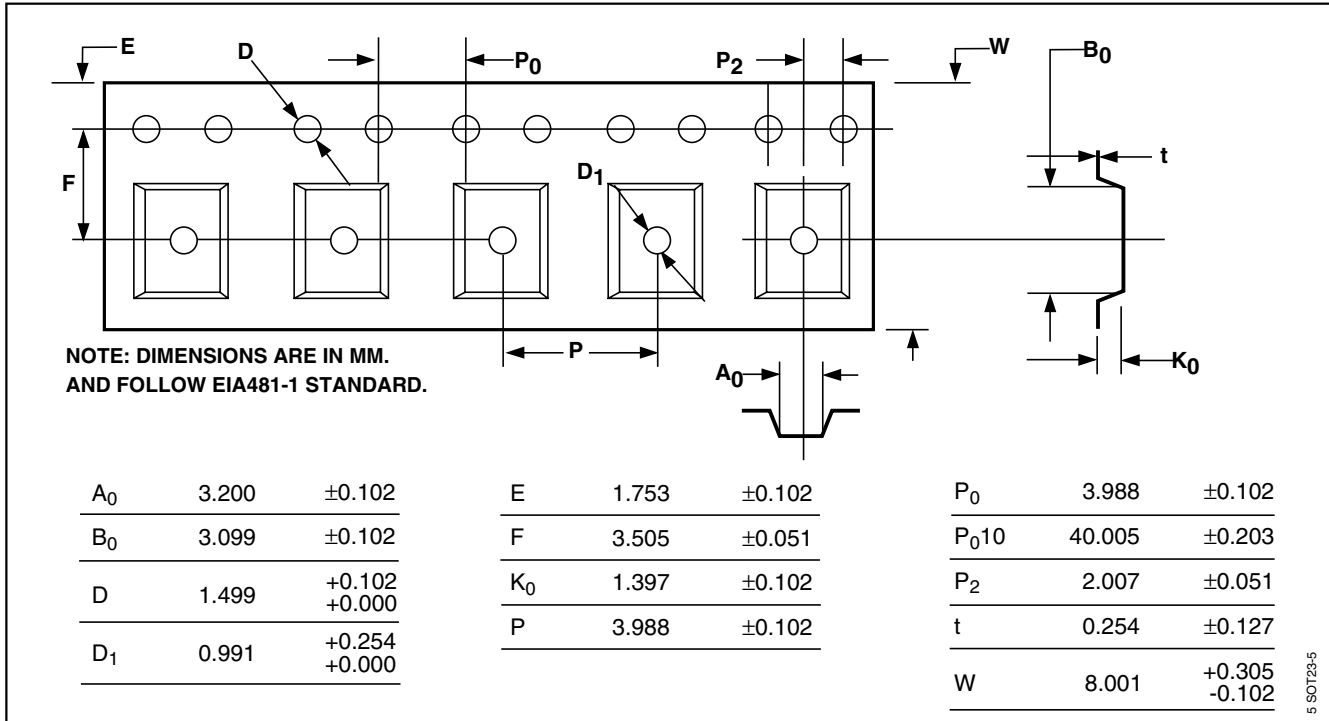 E
D
P0
P2
W
B0
t
F
D1
NOTE: DIMENSIONS ARE IN MM.
AND FOLLOW EIA481-1 STANDARD.
P
A0
K0
A0 3.200 ±0.102
B0 3.099 ±0.102
D 1.499 +0.102
+0.000
D1 0.991 +0.254
+0.000
E 1.753 ±0.102
F 3.505 ±0.051
K0 1.397 ±0.102
P 3.988 ±0.102
P0 3.988 ±0.102
P010 40.005 ±0.203
P2 2.007 ±0.051
t 0.254 ±0.127
W 8.001 +0.305
-0.102
5 SOT23-5